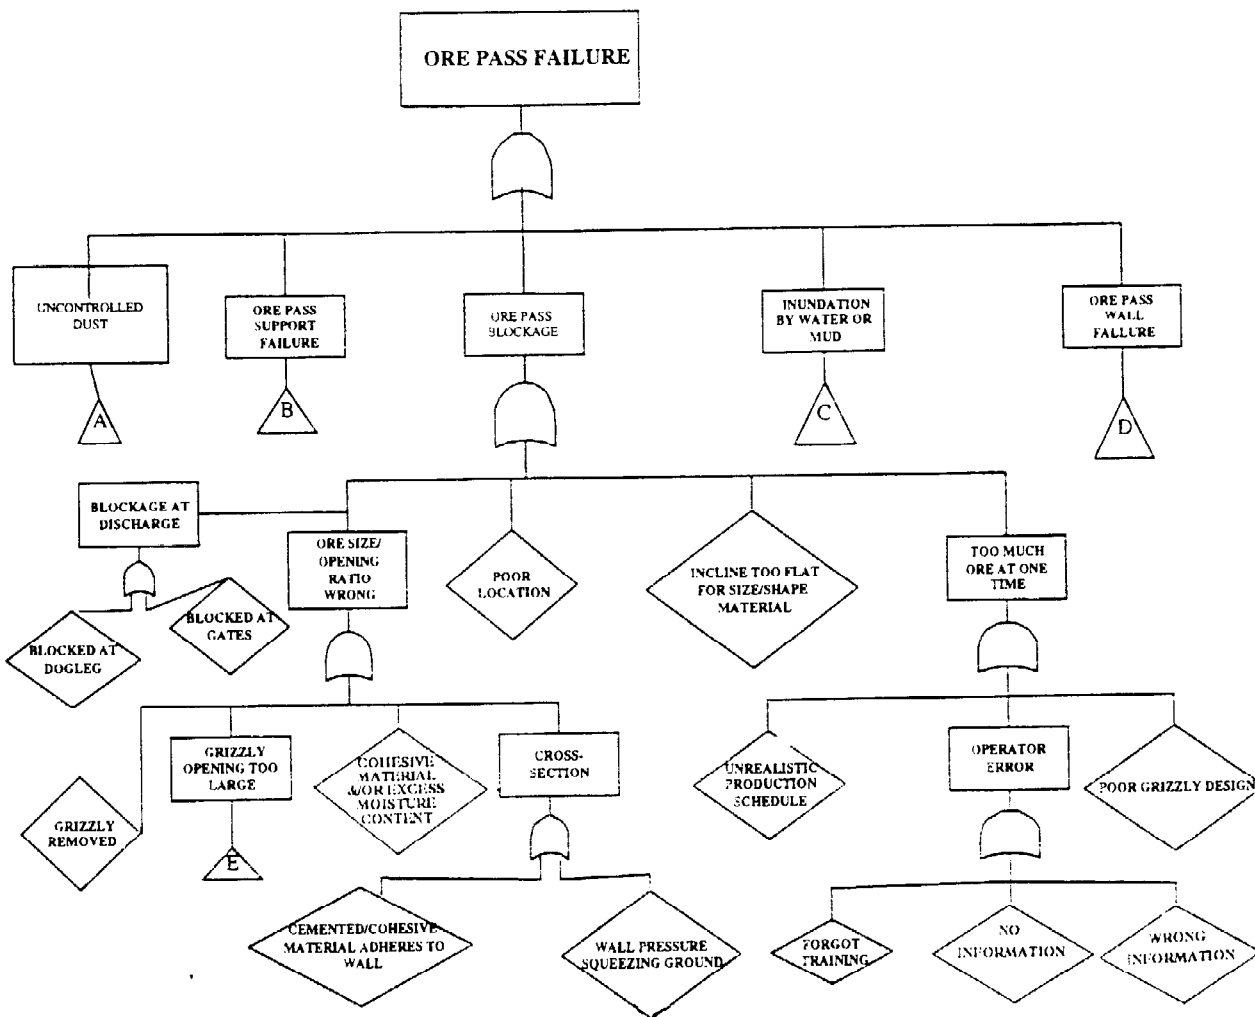 ORE PASS FAILURE
UNCONTROLLED
DUST
ORE PASS
SUPPORT
FAILURE
ORE PASS
BLOCKAGE
INUNDATION
BY WATER OR
MUD
ORE PASS
WALL
FALLURE
A
B
C
D
BLOCKAGE AT
DISCHARGE
ORE SIZE/
OPENING
RATIO
WRONG
POOR
LOCATION
INCLINE TOO FLAT
FOR SIZE/SHAPE
MATERIAL
TOO MUCH
ORE AT ONE
TIME
BLOCKED AT
DOGLEG
BLOCKED AT
GATES
GRIZZLY
REMOVED
GRIZZLY
OPENING TOO
LARGE
COHESIVE
MATERIAL
&/OR EXCESS
MOISTURE
CONTENT
CROSS-
SECTION
UNREALISTIC
PRODUCTION
SCHEDULE
OPERATOR
ERROR
POOR GRIZZLY DESIGN
E
CEMENTED/COHESIVE
MATERIAL ADHERES TO
WALL
WALL PRESSURE
SQUEEZING GROUND
FORGOT
TRAINING
NO
INFORMATION
WRONG
INFORMATION